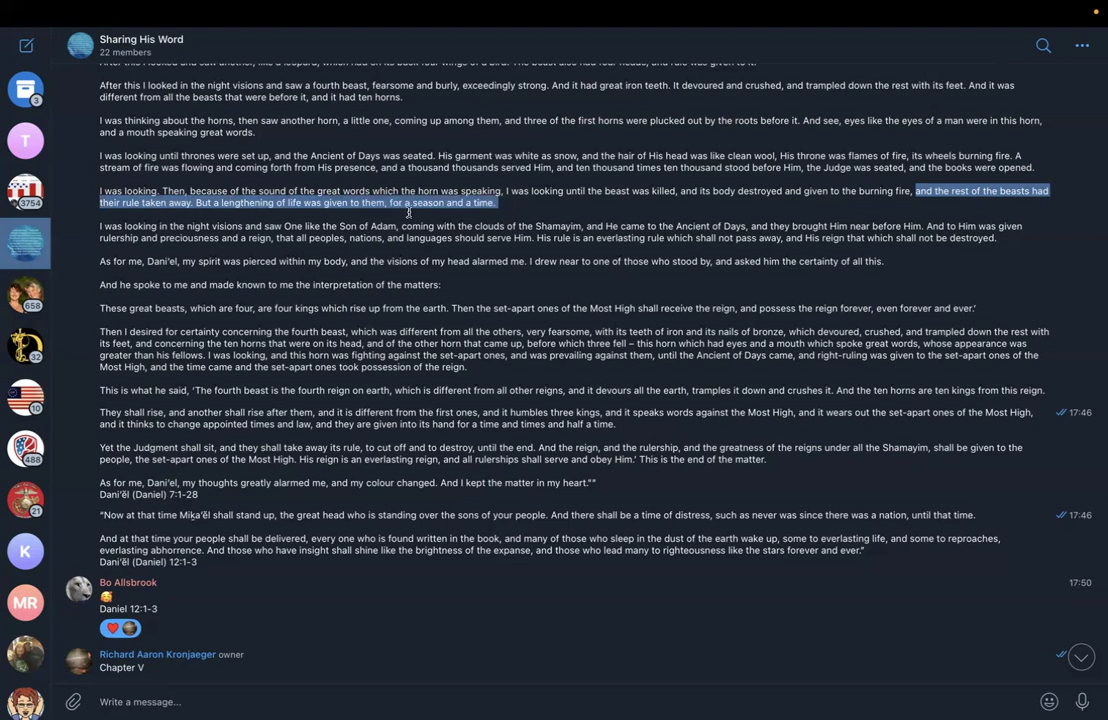 Sharing His Word
22 members
After this I looked and saw another, like a leopard, which had on its back four wings of a bird. The beast also had four heads, and rule was given to it.
After this I looked in the night visions and saw a fourth beast, fearsome and burly, exceedingly strong. And it had great iron teeth. It devoured and crushed, and trampled down the rest with its feet. And it was
different from all the beasts that were before it, and it had ten horns.
I was thinking about the horns, then saw another horn, a little one, coming up among them, and three of the first horns were plucked out by the roots before it. And see, eyes like the eyes of a man were in this horn,
and a mouth speaking great words.
I was looking until thrones were set up, and the Ancient of Days was seated. His garment was white as snow, and the hair of His head was like clean wool, His throne was flames of fire, its wheels burning fire. A
stream of fire was flowing and coming forth from His presence, and a thousand thousands served Him, and ten thousand times ten thousand stood before Him, the Judge was seated, and the books were opened.
I was looking. Then, because of the sound of the great words which the horn was speaking, I was looking until the beast was killed, and its body destroyed and given to the burning fire, and the rest of the beasts had
their rule taken away. But a lengthening of life was given to them, for a season and a time.
I was looking in the night visions and saw One like the Son of Adam, coming with the clouds of the Shamayim, and He came to the Ancient of Days, and they brought Him near before Him. And to Him was given
rulership and preciousness and a reign, that all peoples, nations, and languages should serve Him. His rule is an everlasting rule which shall not pass away, and His reign that which shall not be destroyed.
As for me, Dani'el, my spirit was pierced within my body, and the visions of my head alarmed me. I drew near to one of those who stood by, and asked him the certainty of all this.
And he spoke to me and made known to me the interpretation of the matters:
These great beasts, which are four, are four kings which rise up from the earth. Then the set-apart ones of the Most High shall receive the reign, and possess the reign forever, even forever and ever.'
Then I desired for certainty concerning the fourth beast, which was different from all the others, very fearsome, with its teeth of iron and its nails of bronze, which devoured, crushed, and trampled down the rest with
its feet, and concerning the ten horns that were on its head, and of the other horn that came up, before which three fell – this horn which had eyes and a mouth which spoke great words, whose appearance was
greater than his fellows. I was looking, and this horn was fighting against the set-apart ones, and was prevailing against them, until the Ancient of Days came, and right-ruling was given to the set-apart ones of the
Most High, and the time came and the set-apart ones took possession of the reign.
This is what he said, 'The fourth beast is the fourth reign on earth, which is different from all other reigns, and it devours all the earth, tramples it down and crushes it. And the ten horns are ten kings from this reign.
They shall rise, and another shall rise after them, and it is different from the first ones, and it humbles three kings, and it speaks words against the Most High, and it wears out the set-apart ones of the Most High,
and it thinks to change appointed times and law, and they are given into its hand for a time and times and half a time.
17:46
Yet the Judgment shall sit, and they shall take away its rule, to cut off and to destroy, until the end. And the reign, and the rulership, and the greatness of the reigns under all the Shamayim, shall be given to the
people, the set-apart ones of the Most High. His reign is an everlasting reign, and all rulerships shall serve and obey Him.' This is the end of the matter.
As for me, Dani'el, my thoughts greatly alarmed me, and my colour changed. And I kept the matter in my heart.""
Dani'ĕl (Daniel) 7:1-28
"Now at that time Miḵa'ĕl shall stand up, the great head who is standing over the sons of your people. And there shall be a time of distress, such as never was since there was a nation, until that time.
17:46
And at that time your people shall be delivered, every one who is found written in the book, and many of those who sleep in the dust of the earth wake up, some to everlasting life, and some to reproaches,
everlasting abhorrence. And those who have insight shall shine like the brightness of the expanse, and those who lead many to righteousness like the stars forever and ever."
Dani'ĕl (Daniel) 12:1-3
Bo Allsbrook
17:50
Daniel 12:1-3
Richard Aaron Kronjaeger owner
Chapter V
Write a message...
3
T
3754
658
32
10
488
21
K
MR